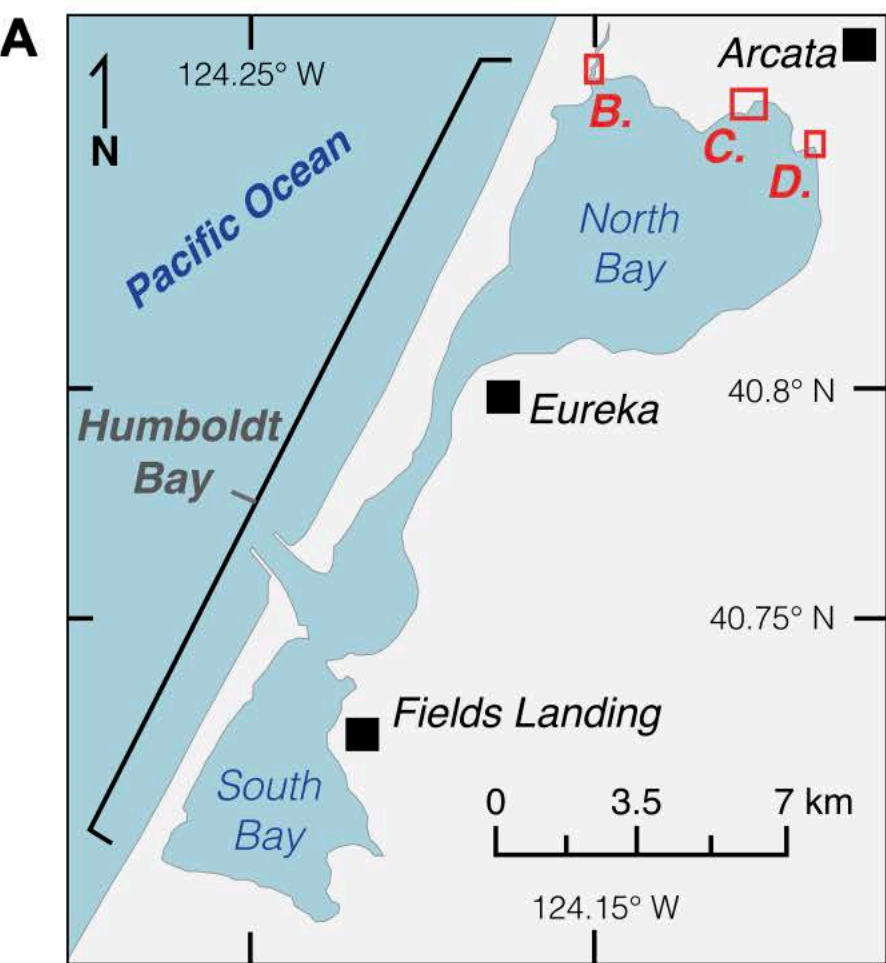 A
124.25° W
Arcata
N
B.
C.
D.
Pacific Ocean
North
Bay
40.8° N
Eureka
Humboldt
Bay
40.75° N
Fields Landing
South
Bay
0 3.5 7 km
124.15° W